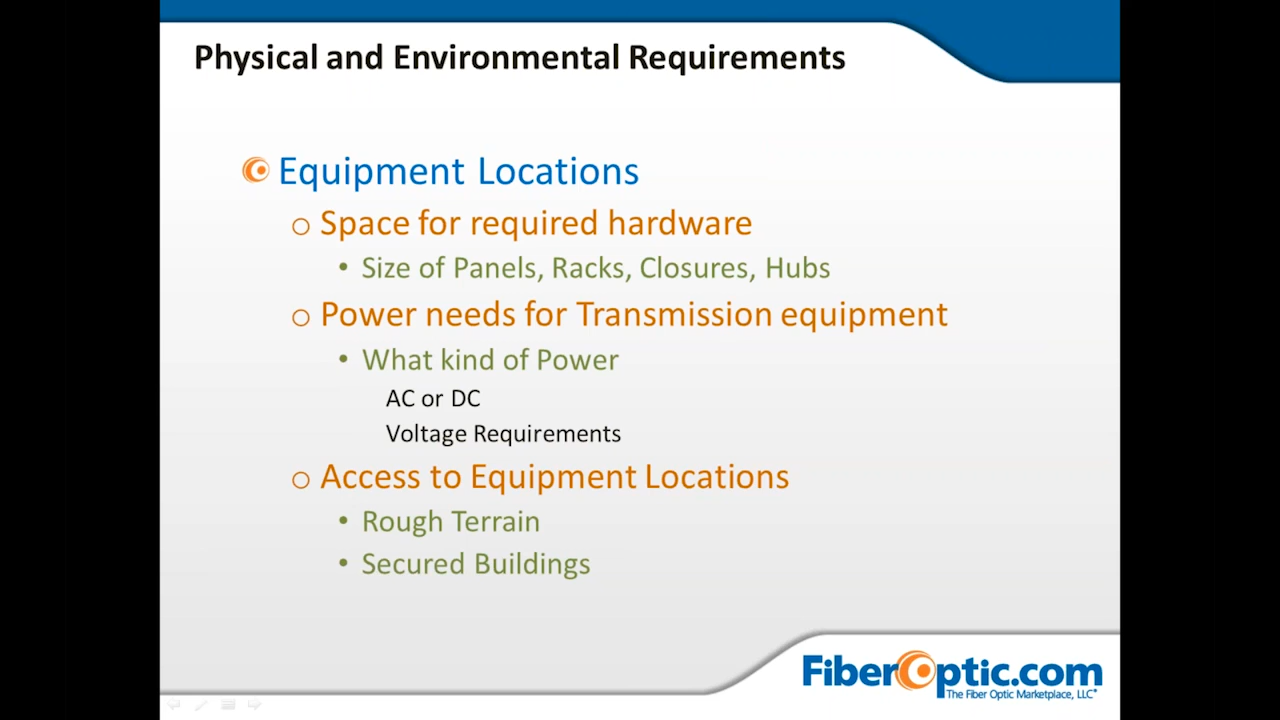 Physical and Environmental Requirements
Equipment Locations
Space for required hardware
Size of Panels, Racks, Closures, Hubs
Power needs for Transmission equipment
What kind of Power
AC or DC
Voltage Requirements
Access to Equipment Locations
Rough Terrain
Secured Buildings
FiberOptic.com
The Fiber Optic Marketplace, LLC